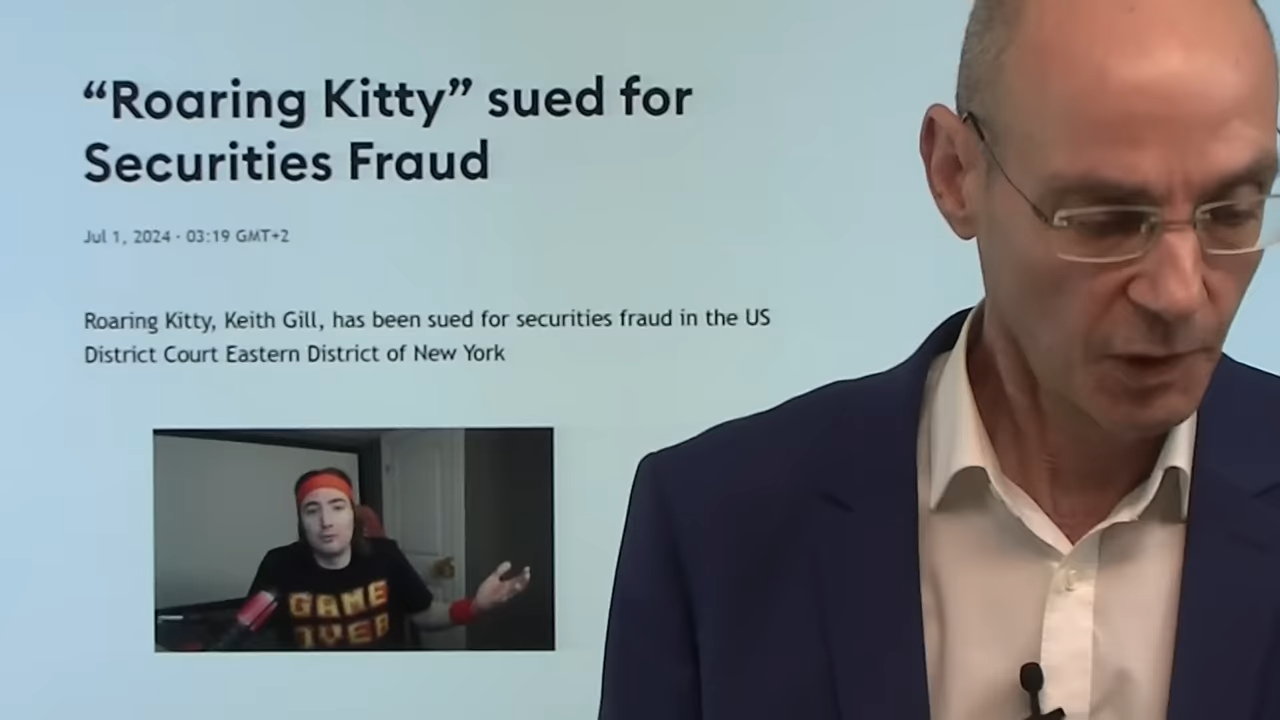 “Roaring Kitty” sued for
Securities Fraud
Jul 1, 2024 · 03:19 GMT+2
Roaring Kitty, Keith Gill, has been sued for securities fraud in the US
District Court Eastern District of New York
GAME
OVER